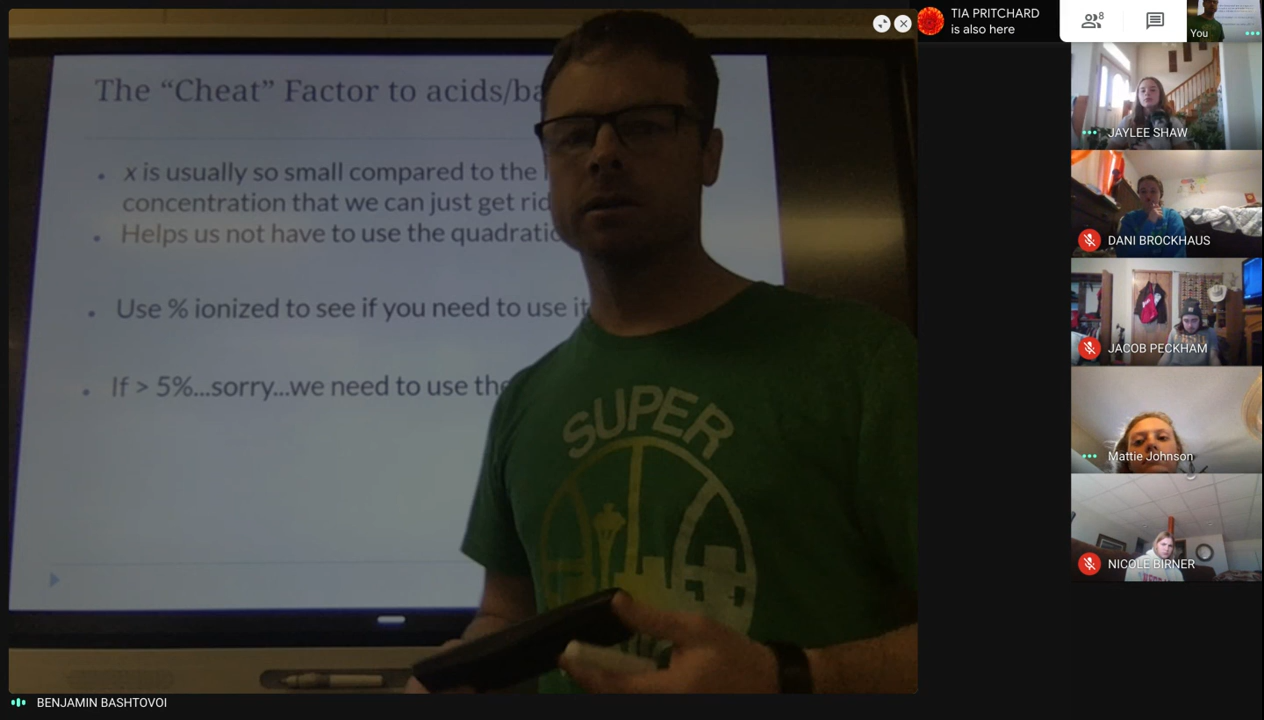 TIA PRITCHARD
is also here
8
You
The “Cheat” Factor to acids/ba
• x is usually so small compared to the
concentration that we can just get rid
• Helps us not have to use the quadratic
• Use % ionized to see if you need to use it
• If > 5%...sorry...we need to use the
SUPER
JAYLEE SHAW
DANI BROCKHAUS
JACOB PECKHAM
Mattie Johnson
NICOLE BIRNER
BENJAMIN BASHTOVOI